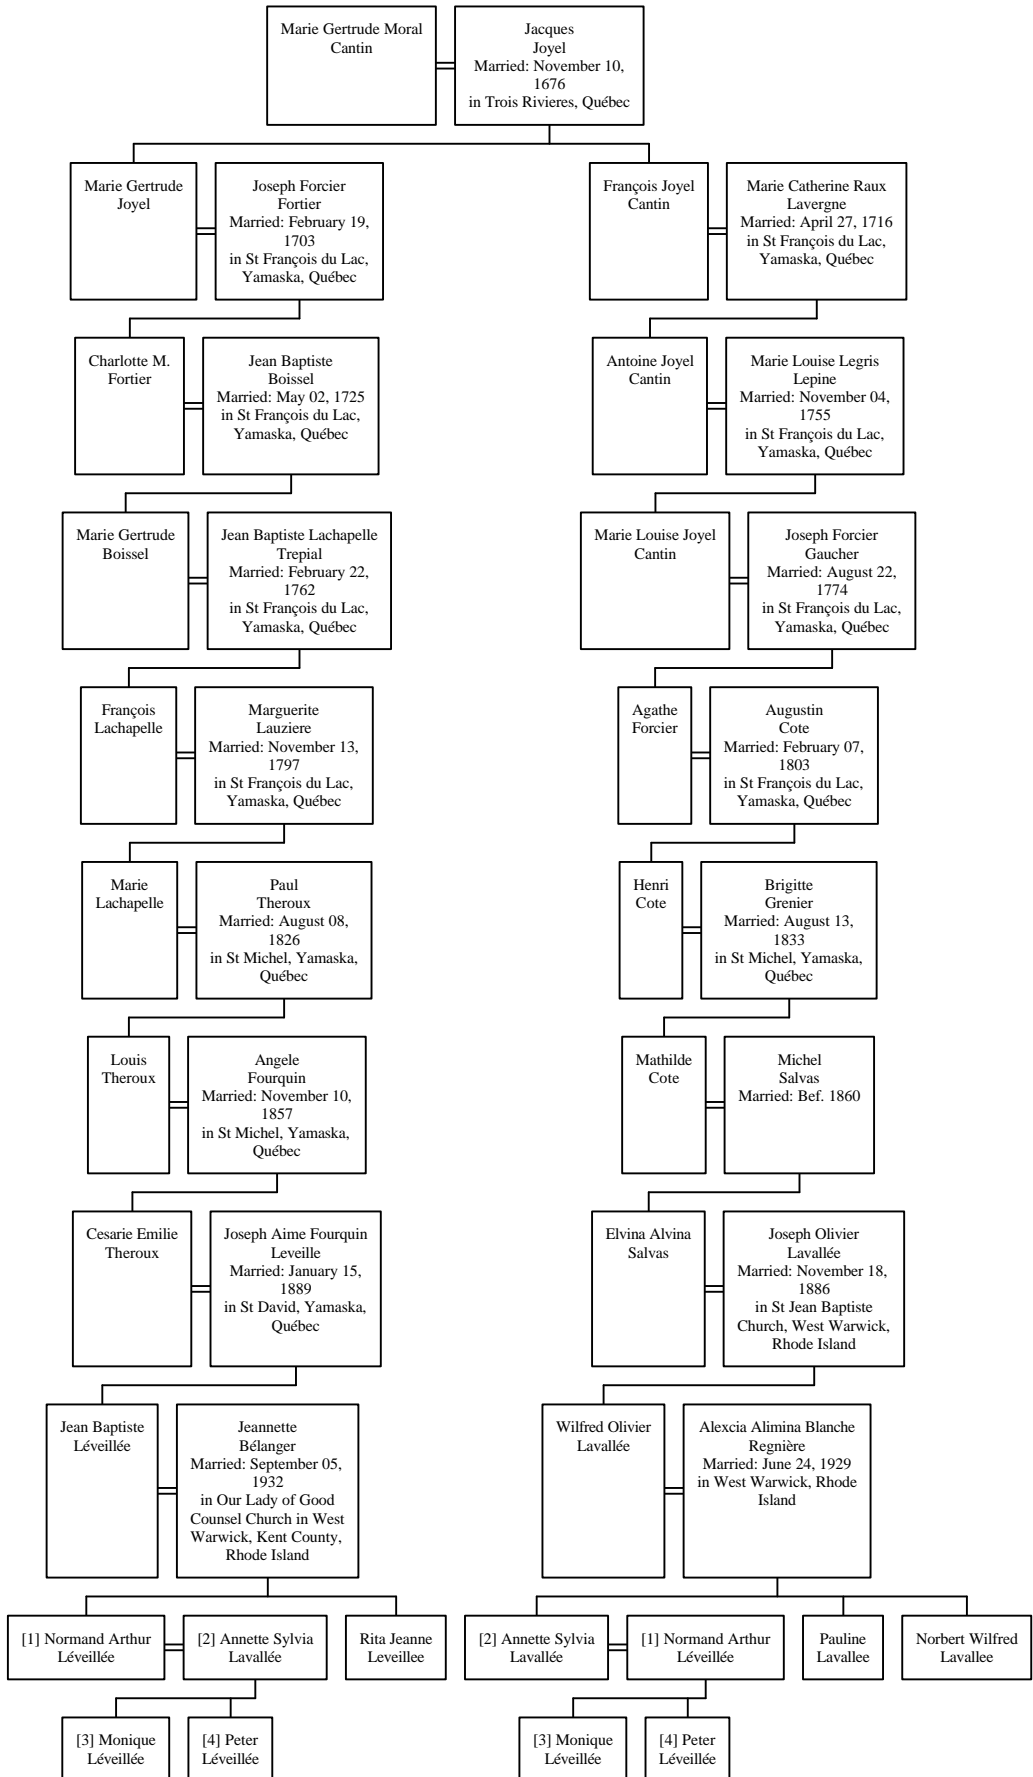 Marie Gertrude Moral
Cantin
Jacques
Joyel
Married: November 10,
1676
in Trois Rivieres, Québec
Marie Gertrude
Joyel
Joseph Forcier
Fortier
Married: February 19,
1703
in St François du Lac,
Yamaska, Québec
François Joyel
Cantin
Marie Catherine Raux
Lavergne
Married: April 27, 1716
in St François du Lac,
Yamaska, Québec
Charlotte M.
Fortier
Jean Baptiste
Boissel
Married: May 02, 1725
in St François du Lac,
Yamaska, Québec
Antoine Joyel
Cantin
Marie Louise Legris
Lepine
Married: November 04,
1755
in St François du Lac,
Yamaska, Québec
Marie Gertrude
Boissel
Jean Baptiste Lachapelle
Trepial
Married: February 22,
1762
in St François du Lac,
Yamaska, Québec
Marie Louise Joyel
Cantin
Joseph Forcier
Gaucher
Married: August 22,
1774
in St François du Lac,
Yamaska, Québec
François
Lachapelle
Marguerite
Lauziere
Married: November 13,
1797
in St François du Lac,
Yamaska, Québec
Agathe
Forcier
Augustin
Cote
Married: February 07,
1803
in St François du Lac,
Yamaska, Québec
Marie
Lachapelle
Paul
Theroux
Married: August 08,
1826
in St Michel, Yamaska,
Québec
Henri
Cote
Brigitte
Grenier
Married: August 13,
1833
in St Michel, Yamaska,
Québec
Louis
Theroux
Angele
Fourquin
Married: November 10,
1857
in St Michel, Yamaska,
Québec
Mathilde
Cote
Michel
Salvas
Married: Bef. 1860
Cesarie Emilie
Theroux
Joseph Aime Fourquin
Leveille
Married: January 15,
1889
in St David, Yamaska,
Québec
Elvina Alvina
Salvas
Joseph Olivier
Lavallée
Married: November 18,
1886
in St Jean Baptiste
Church, West Warwick,
Rhode Island
Jean Baptiste
Léveillée
Jeannette
Bélanger
Married: September 05,
1932
in Our Lady of Good
Counsel Church in West
Warwick, Kent County,
Rhode Island
Wilfred Olivier
Lavallée
Alexcia Alimina Blanche
Regnière
Married: June 24, 1929
in West Warwick, Rhode
Island
[1] Normand Arthur
Léveillée
[2] Annette Sylvia
Lavallée
Rita Jeanne
Leveillee
[2] Annette Sylvia
Lavallée
[1] Normand Arthur
Léveillée
Pauline
Lavallee
Norbert Wilfred
Lavallee
[3] Monique
Léveillée
[4] Peter
Léveillée
[3] Monique
Léveillée
[4] Peter
Léveillée